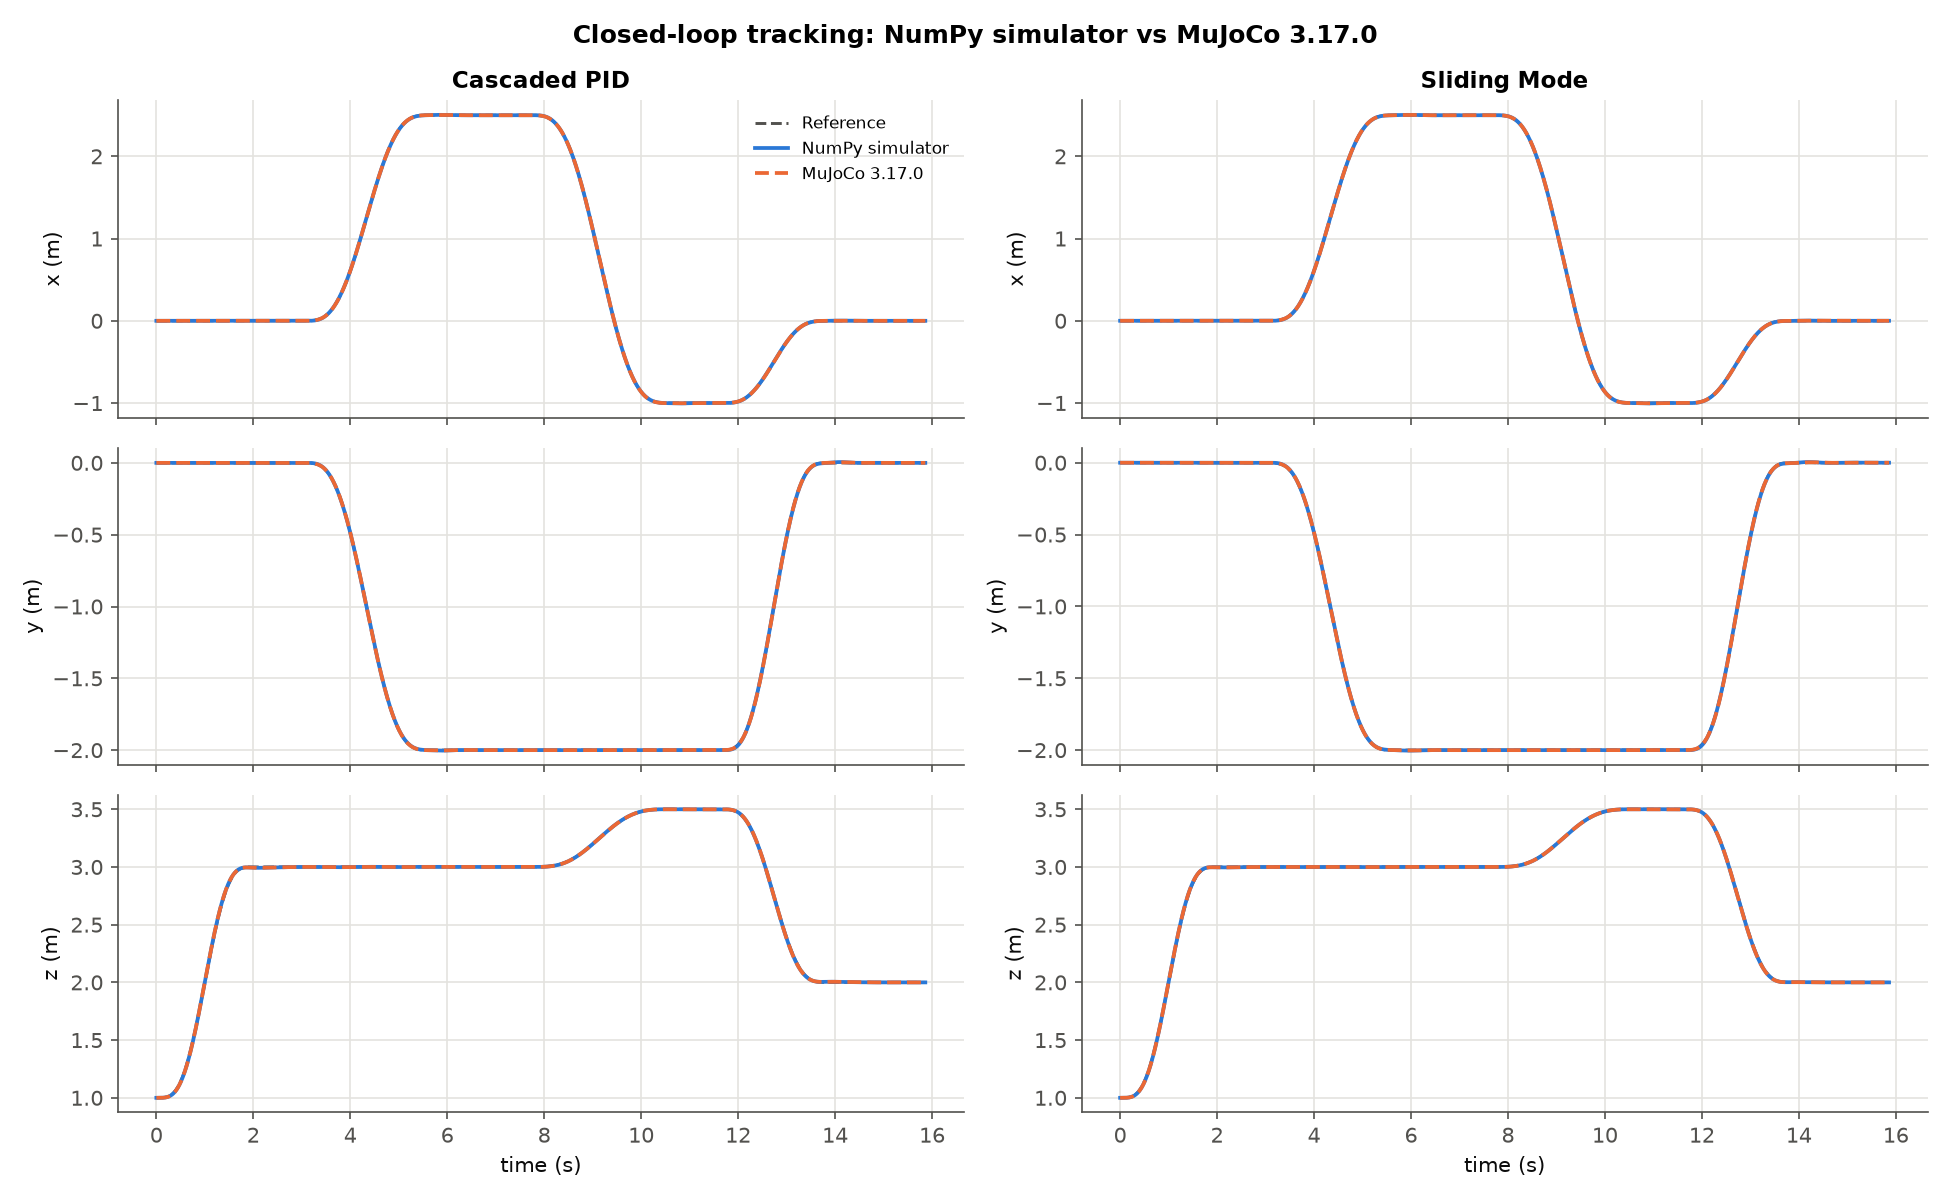 Closed-loop tracking: NumPy simulator vs MuJoCo 3.17.0
Cascaded PID
Sliding Mode
x (m)
2
1
0
−1
Reference
NumPy simulator
MuJoCo 3.17.0
x (m)
2
1
0
−1
y (m)
0.0
−0.5
−1.0
−1.5
−2.0
y (m)
0.0
−0.5
−1.0
−1.5
−2.0
z (m)
3.5
3.0
2.5
2.0
1.5
1.0
0 2 4 6 8 10 12 14 16
time (s)
z (m)
3.5
3.0
2.5
2.0
1.5
1.0
0 2 4 6 8 10 12 14 16
time (s)